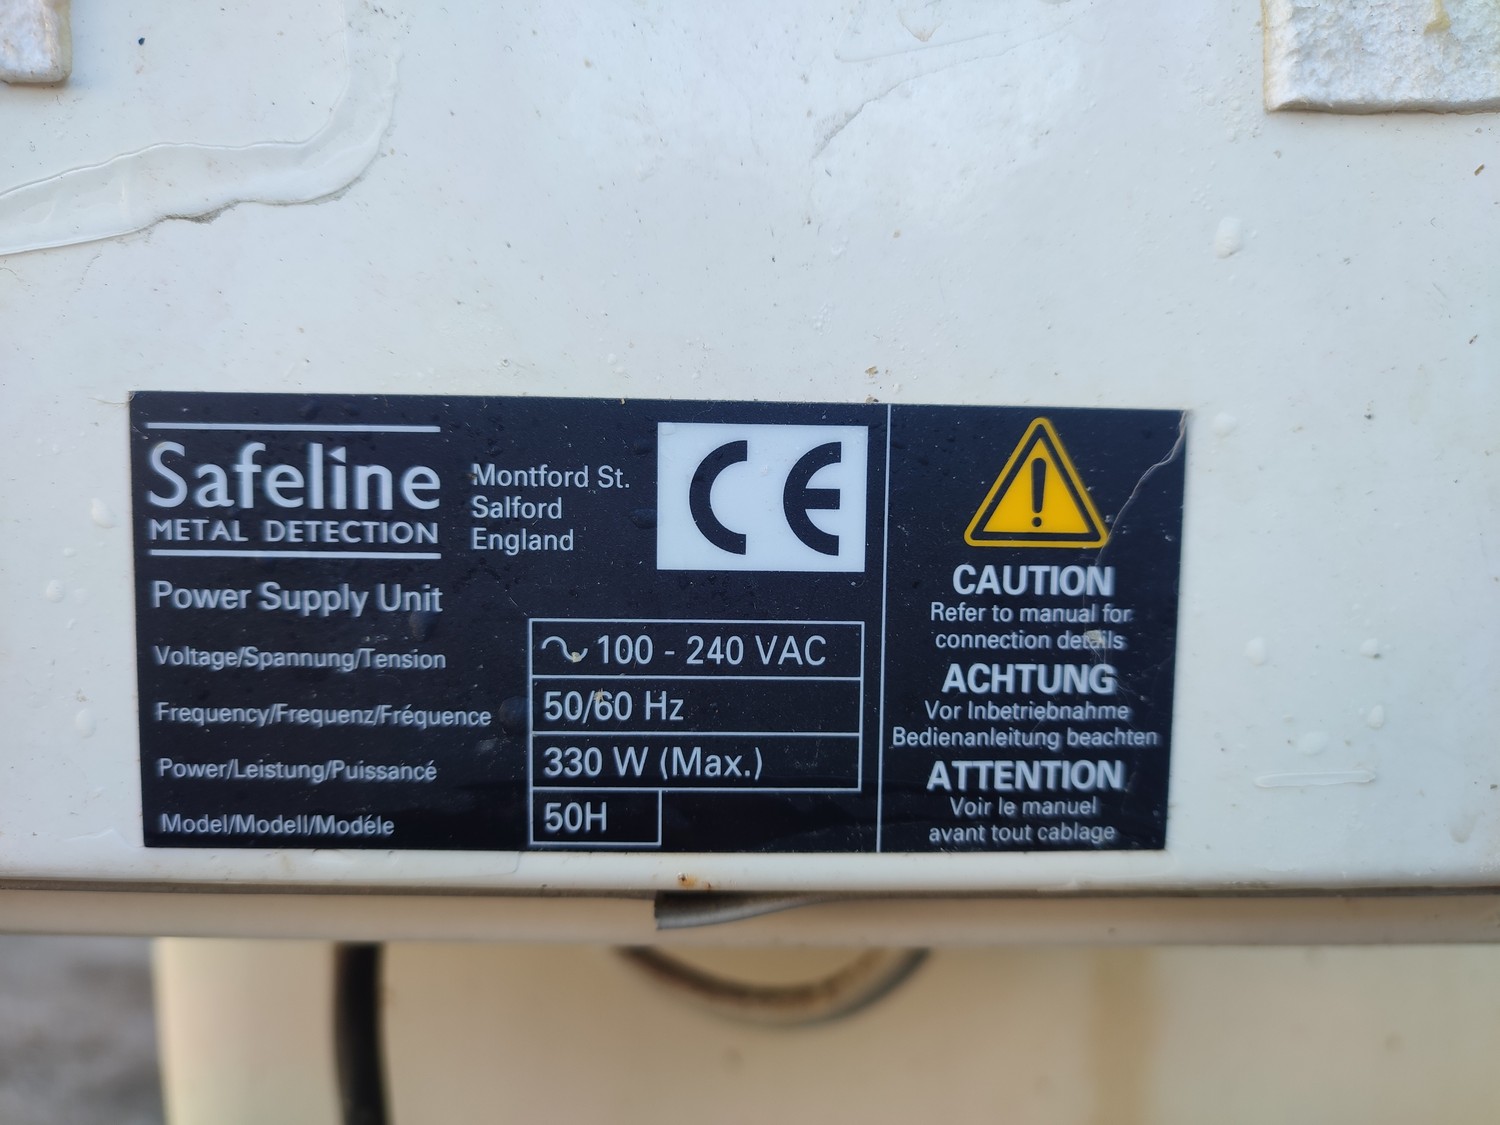 Safeline
METAL DETECTION
Montford St.
Salford
England
CE
Power Supply Unit
Voltage/Spannung/Tension
100 - 240 VAC
Frequency/Frequenz/Fréquence
50/60 Hz
Power/Leistung/Puissancé
330 W (Max.)
Model/Modell/Modéle
50H
CAUTION
Refer to manual for
connection details
ACHTUNG
Vor Inbetriebnahme
Bedienanleitung beachten
ATTENTION
Voir le manuel
avant tout cablage